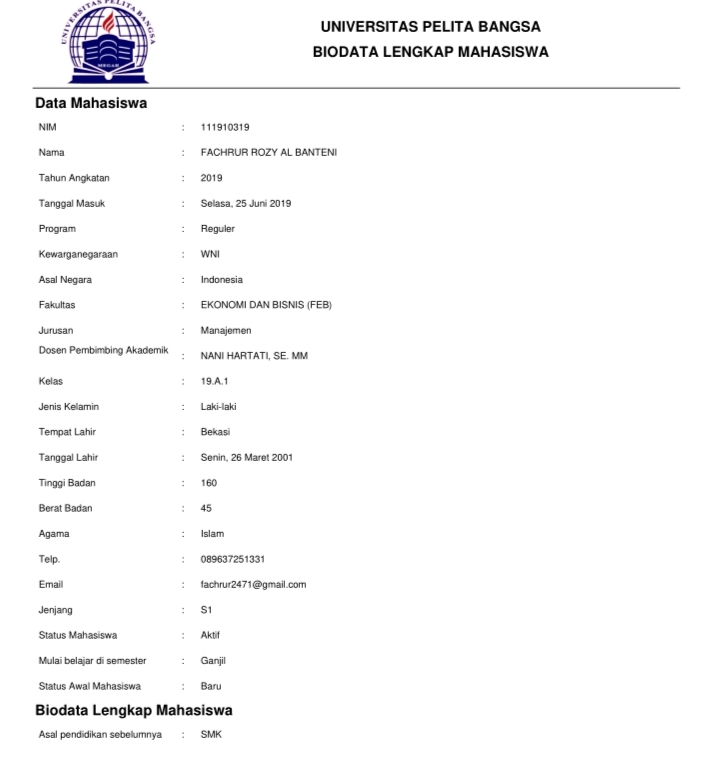 UNIVERSITAS PELITA BANGSA
MEGAR
UNIVERSITAS PELITA BANGSA
BIODATA LENGKAP MAHASISWA
Data Mahasiswa
NIM : 111910319
Nama : FACHRUR ROZY AL BANTENI
Tahun Angkatan : 2019
Tanggal Masuk : Selasa, 25 Juni 2019
Program : Reguler
Kewarganegaraan : WNI
Asal Negara : Indonesia
Fakultas : EKONOMI DAN BISNIS (FEB)
Jurusan : Manajemen
Dosen Pembimbing Akademik : NANI HARTATI, SE. MM
Kelas : 19.A.1
Jenis Kelamin : Laki-laki
Tempat Lahir : Bekasi
Tanggal Lahir : Senin, 26 Maret 2001
Tinggi Badan : 160
Berat Badan : 45
Agama : Islam
Telp. : 089637251331
Email : fachrur2471@gmail.com
Jenjang : S1
Status Mahasiswa : Aktif
Mulai belajar di semester : Ganjil
Status Awal Mahasiswa : Baru
Biodata Lengkap Mahasiswa
Asal pendidikan sebelumnya : SMK